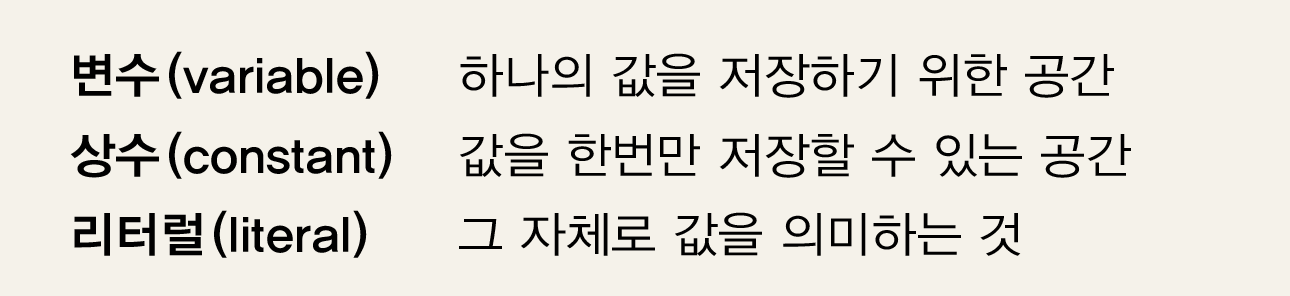 변수(variable) 하나의 값을 저장하기 위한 공간
상수(constant) 값을 한번만 저장할 수 있는 공간
리터럴(literal) 그 자체로 값을 의미하는 것